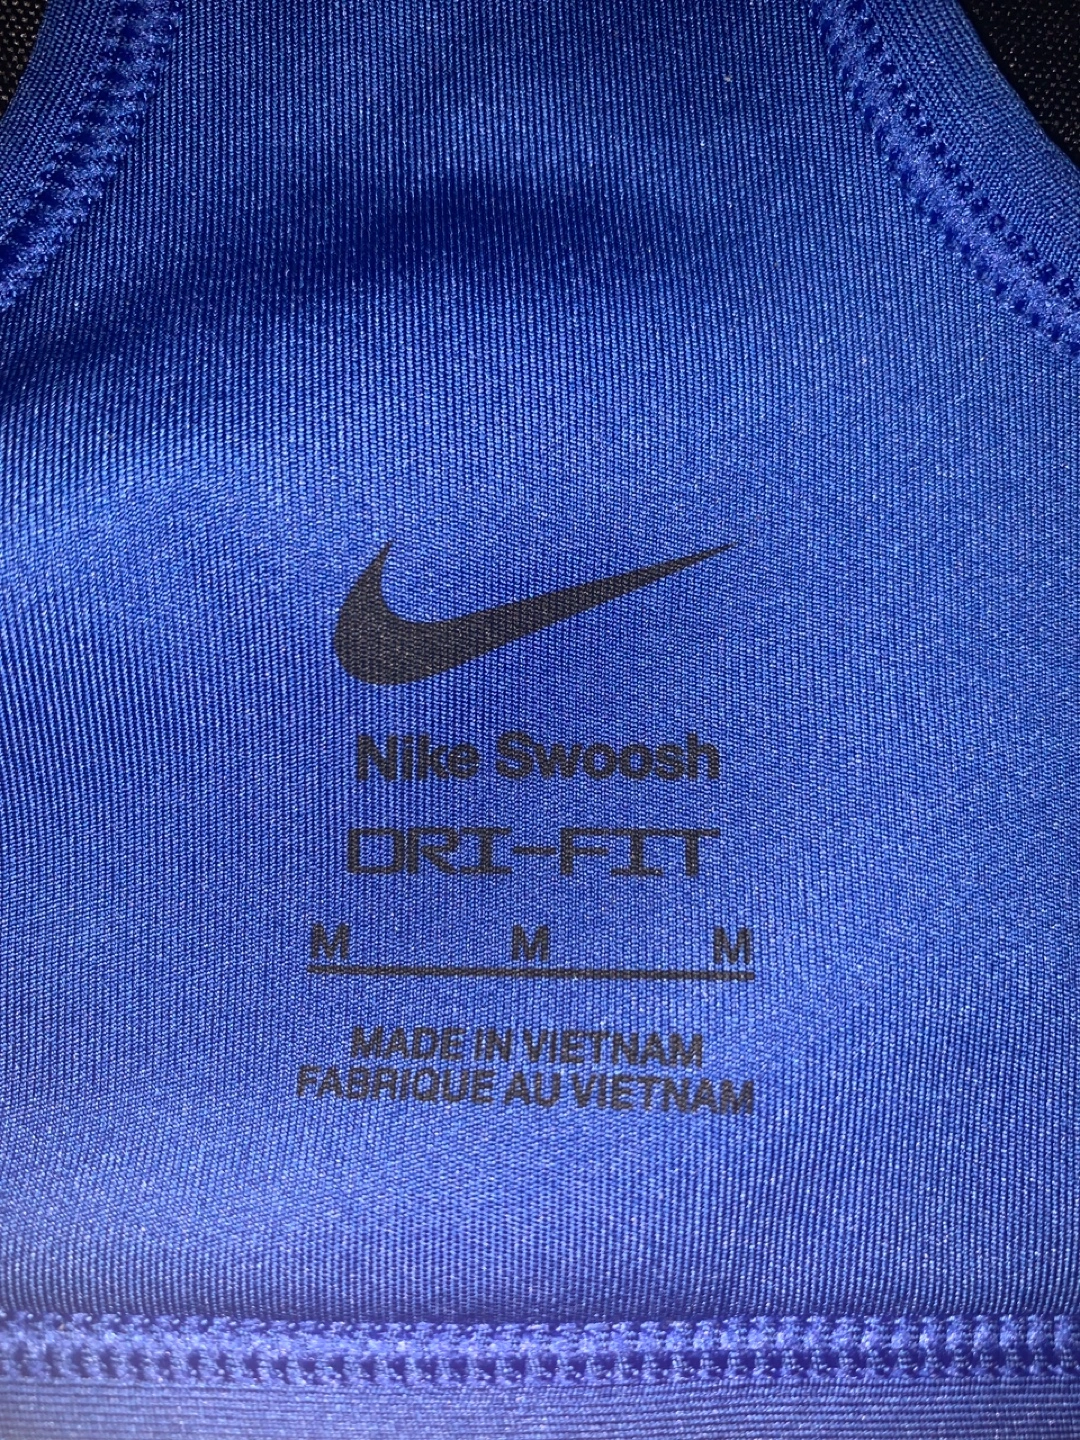 Nike Swoosh
DRI-FIT
M M M
MADE IN VIETNAM
FABRIQUE AU VIETNAM